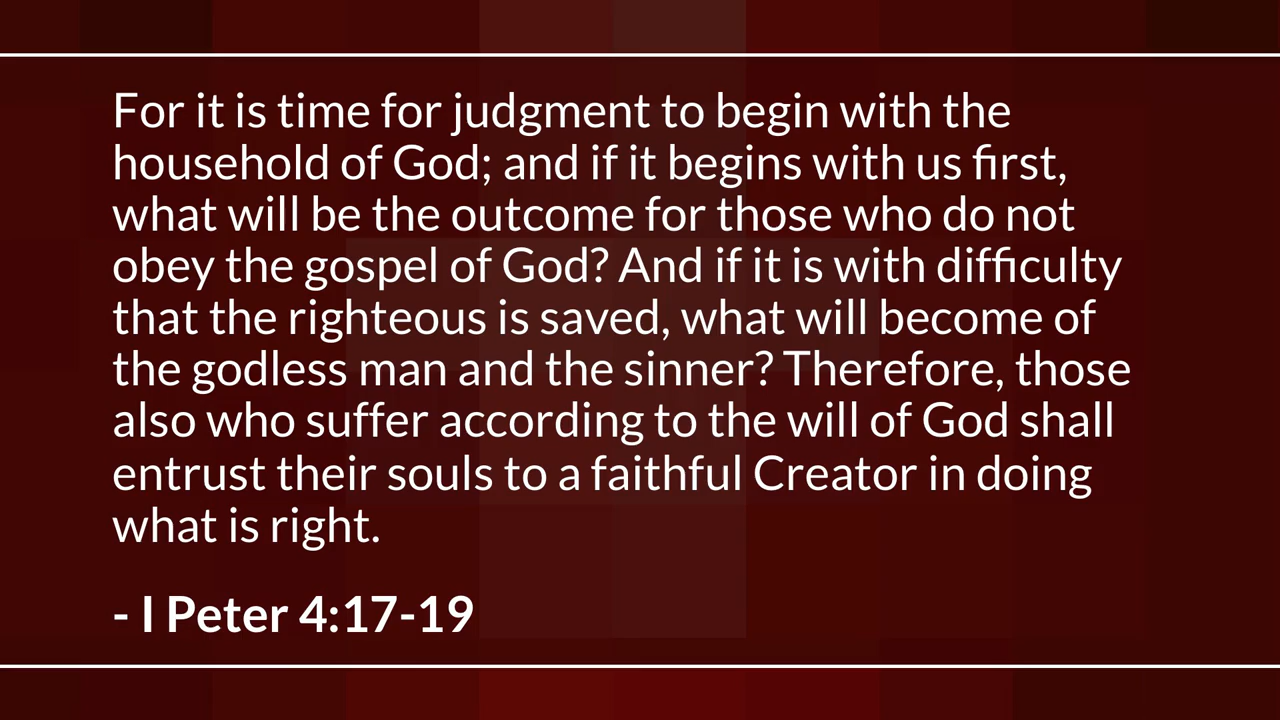 For it is time for judgment to begin with the
household of God; and if it begins with us first,
what will be the outcome for those who do not
obey the gospel of God? And if it is with difficulty
that the righteous is saved, what will become of
the godless man and the sinner? Therefore, those
also who suffer according to the will of God shall
entrust their souls to a faithful Creator in doing
what is right.
- I Peter 4:17-19